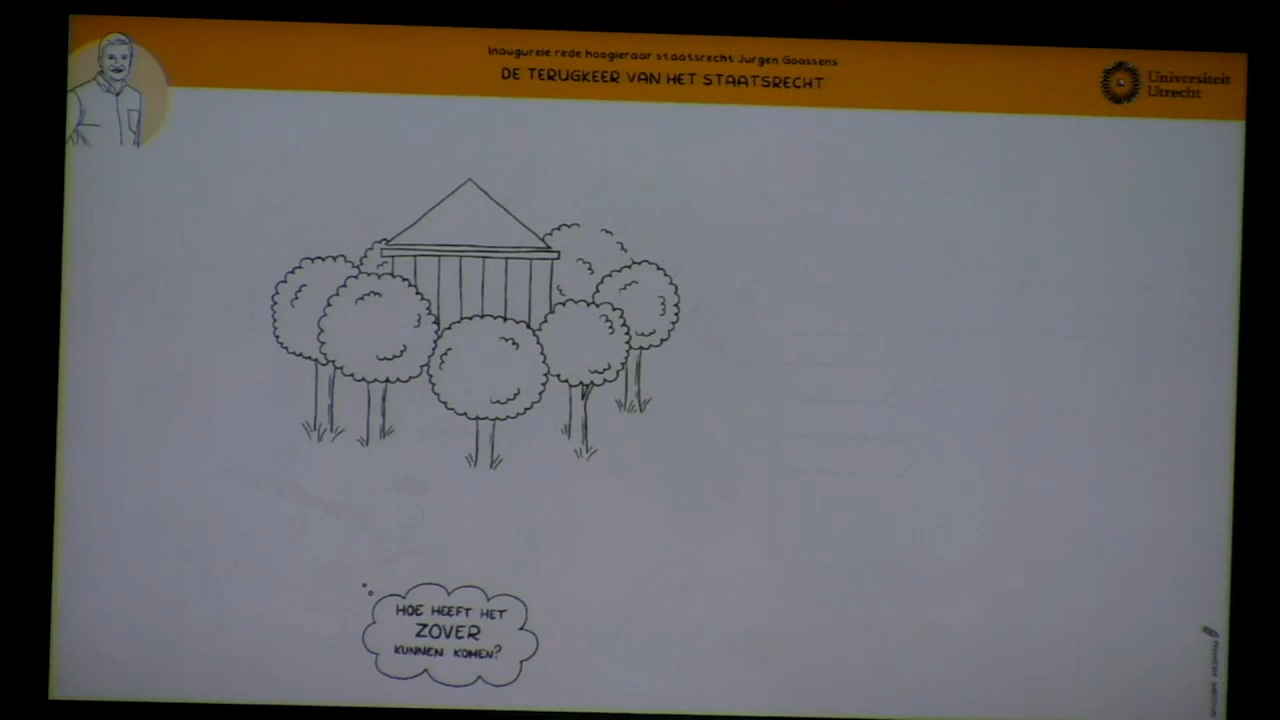 Inaugurele rede hoogleraar staatsrecht Jurgen Goossens
DE TERUGKEER VAN HET STAATSRECHT
Universiteit
Utrecht
HOE HEEFT HET
ZOVER
KUNNEN KOMEN?